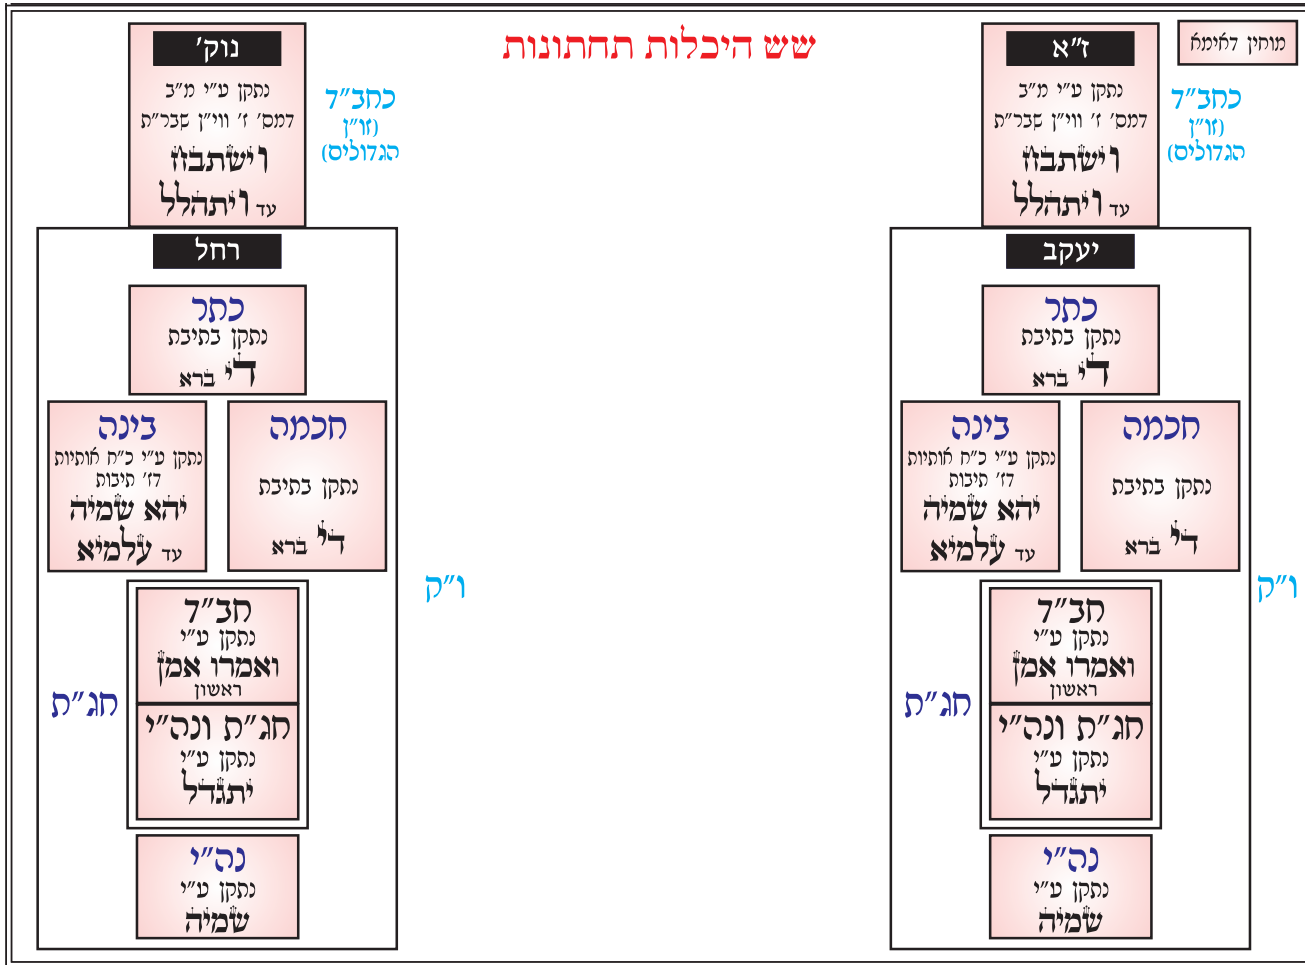 שש היכלות תחתונות
מוחין דאימא
ז"א
נתקן ע"י מ"ב
דמס' ז' ווי"ן שבר"ת
וישתבח
עד ויתהלל
כחב"ד
(זו"ן
הגדולים)
יעקב
כתר
נתקן בתיבת
די ברא
חכמה
נתקן בתיבת
די ברא
בינה
נתקן ע"י כ"ח אותיות
דז' תיבות
יהא שמיה
עד עלמיא
ו"ק
חב"ד
נתקן ע"י
ואמרו אמן
ראשון
חג"ת ונה"י
נתקן ע"י
יתגדל
חג"ת
נה"י
נתקן ע"י
שמיה
נוק'
נתקן ע"י מ"ב
דמס' ז' ווי"ן שבר"ת
וישתבח
עד ויתהלל
כחב"ד
(זו"ן
הגדולים)
רחל
כתר
נתקן בתיבת
די ברא
חכמה
נתקן בתיבת
די ברא
בינה
נתקן ע"י כ"ח אותיות
דז' תיבות
יהא שמיה
עד עלמיא
ו"ק
חב"ד
נתקן ע"י
ואמרו אמן
ראשון
חג"ת ונה"י
נתקן ע"י
יתגדל
חג"ת
נה"י
נתקן ע"י
שמיה